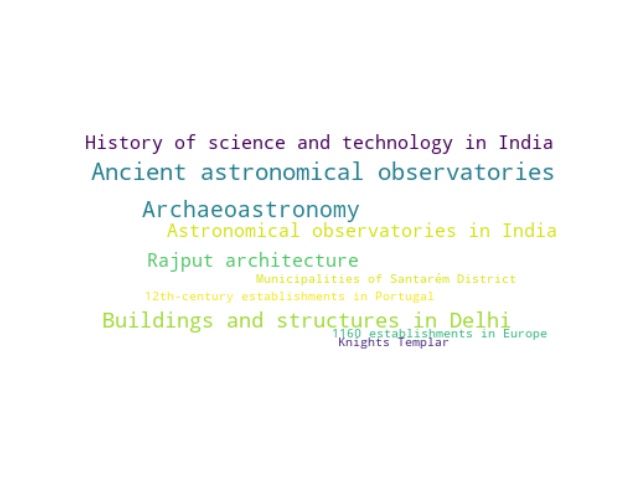 History of science and technology in India
Ancient astronomical observatories
Archaeoastronomy
Astronomical observatories in India
Rajput architecture
Municipalities of Santarém District
12th-century establishments in Portugal
Buildings and structures in Delhi
1160 establishments in Europe
Knights Templar